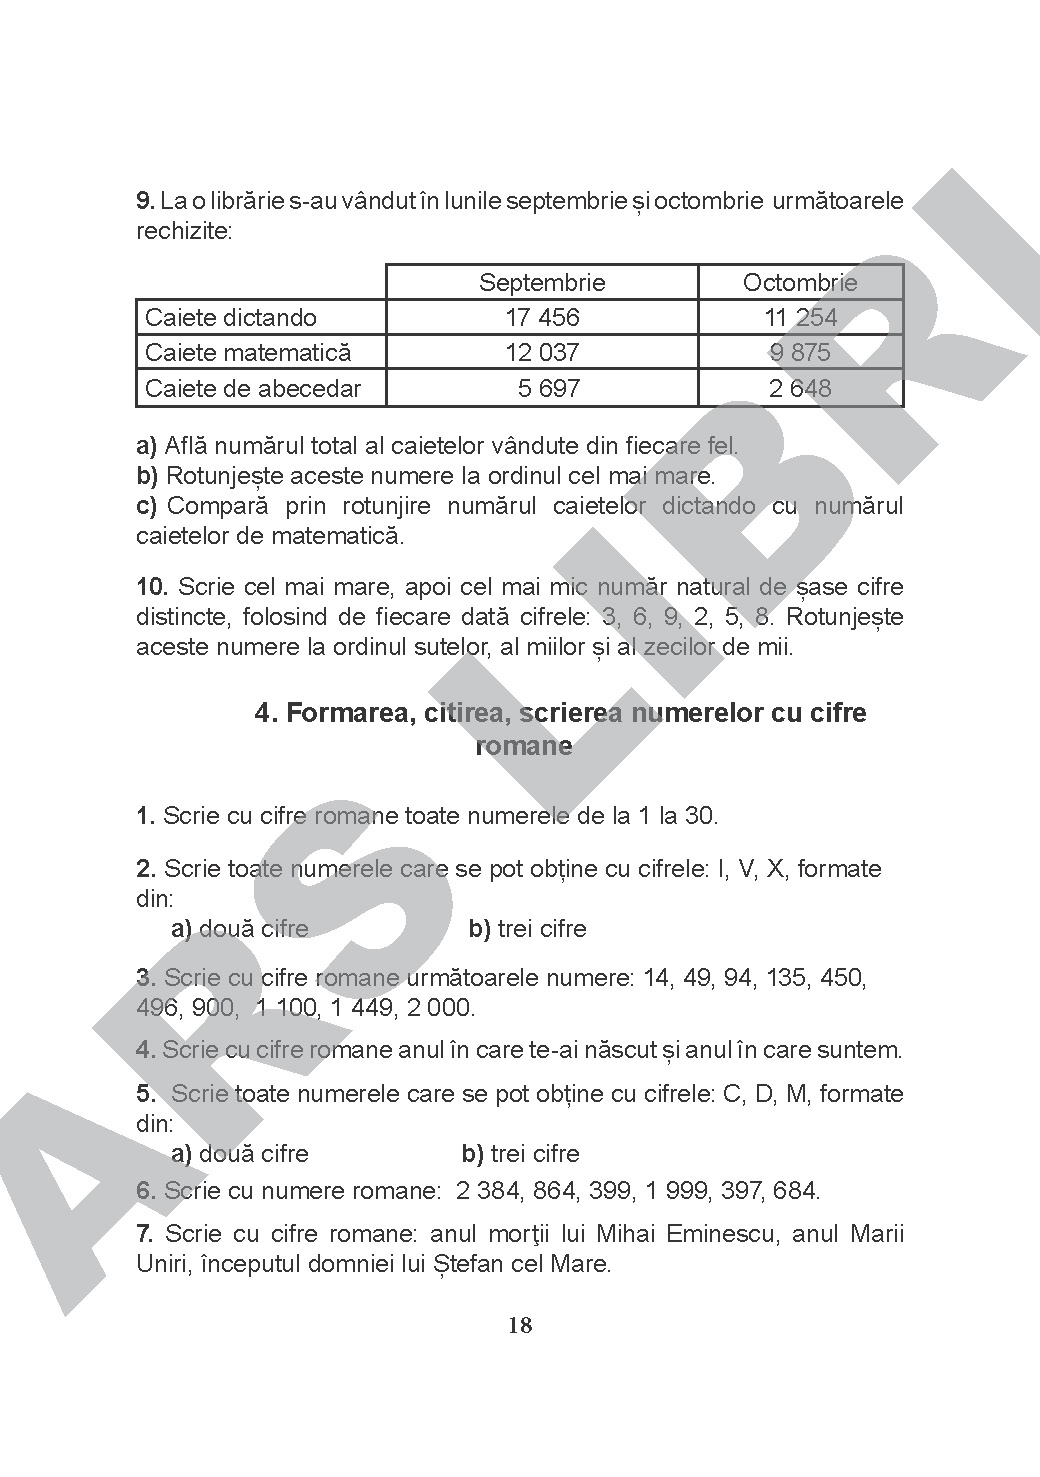 9. La o librărie s-au vândut în lunile septembrie și octombrie următoarele
rechizite:
Septembrie Octombrie
Caiete dictando 17 456 11 254
Caiete matematică 12 037 9 875
Caiete de abecedar 5 697 2 648
a) Află numărul total al caietelor vândute din fiecare fel.
b) Rotunjește aceste numere la ordinul cel mai mare.
c) Compară prin rotunjire numărul caietelor dictando cu numărul
caietelor de matematică.
10. Scrie cel mai mare, apoi cel mai mic număr natural de șase cifre
distincte, folosind de fiecare dată cifrele: 3, 6, 9, 2, 5, 8. Rotunjește
aceste numere la ordinul sutelor, al miilor și al zecilor de mii.
4. Formarea, citirea, scrierea numerelor cu cifre
romane
1. Scrie cu cifre romane toate numerele de la 1 la 30.
2. Scrie toate numerele care se pot obține cu cifrele: I, V, X, formate
din:
a) două cifre b) trei cifre
3. Scrie cu cifre romane următoarele numere: 14, 49, 94, 135, 450,
496, 900, 1 100, 1 449, 2 000.
4. Scrie cu cifre romane anul în care te-ai născut și anul în care suntem.
5. Scrie toate numerele care se pot obține cu cifrele: C, D, M, formate
din:
a) două cifre b) trei cifre
6. Scrie cu numere romane: 2 384, 864, 399, 1 999, 397, 684.
7. Scrie cu cifre romane: anul morţii lui Mihai Eminescu, anul Marii
Uniri, începutul domniei lui Ștefan cel Mare.
18
ARS LIBRI